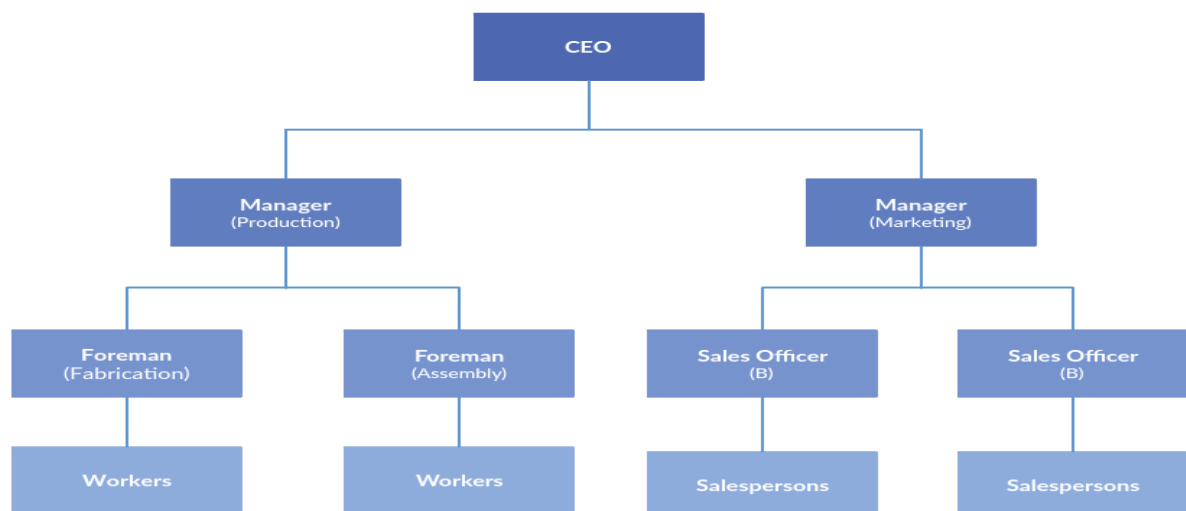 CEO
Manager
(Production)
Manager
(Marketing)
Foreman
(Fabrication)
Foreman
(Assembly)
Sales Officer
(B)
Sales Officer
(B)
Workers
Workers
Salespersons
Salespersons